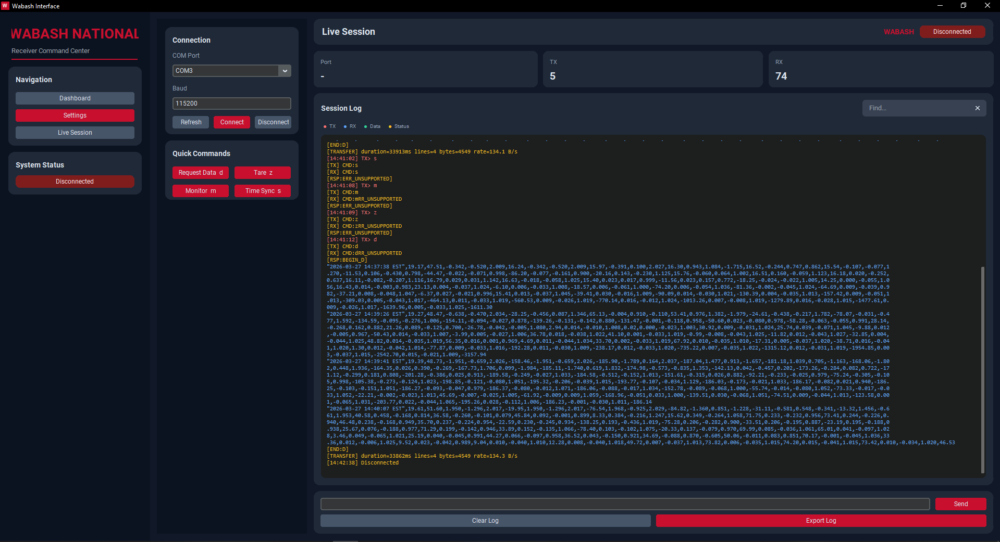 Wabash Interface
WABASH NATIONAL
Receiver Command Center
Navigation
Dashboard
Settings
Live Session
System Status
Disconnected
Connection
COM Port
COM3
Baud
115200
Refresh
Connect
Disconnect
Quick Commands
Request Data d
Tare z
Monitor m
Time Sync s
Live Session
WABASH
Disconnected
Port
-
TX
5
RX
74
Session Log
Find...
TX
RX
Data
Status
[END:D]
[TRANSFER] duration=33913ms lines=4 bytes=4549 rate=134.1 B/s
[14:41:02] TX> s
[TX] CMD:s
[RX] CMD:s
[RSP:ERR_UNSUPPORTED]
[14:41:08] TX> m
[TX] CMD:m
[RX] CMD:mRR_UNSUPPORTED
[RSP:ERR_UNSUPPORTED]
[14:41:09] TX> z
[TX] CMD:z
[RX] CMD:zRR_UNSUPPORTED
[RSP:ERR_UNSUPPORTED]
[14:41:12] TX> d
[TX] CMD:d
[RX] CMD:dRR_UNSUPPORTED
[RSP:BEGIN_D]
"2026-03-27 14:37:38 EST",19.17,47.51,-0.342,-0.520,2.009,16.24,-0.342,-0.520,2.009,15.97,-0.391,0.100,2.027,16.30,0.943,1.084,-1.715,16.52,-0.244,0.747,0.862,15.54,-0.107,-0.077,1
.270,-11.53,0.106,-0.430,0.798,-44.47,-0.022,-0.071,0.998,-86.20,-0.077,-0.161,0.900,-20.16,0.143,-0.230,1.125,15.76,-0.060,0.064,1.002,16.51,0.160,-0.059,1.123,16.18,0.020,-0.252,
0.637,16.11,-0.082,-0.207,1.116,16.79,0.029,0.031,1.142,16.63,-0.018,-0.058,1.025,15.40,0.023,0.017,0.999,-11.56,0.023,0.157,0.772,-18.25,-0.024,-0.022,1.005,14.25,0.000,-0.055,1.0
56,16.43,0.014,-0.003,0.983,23.13,0.004,-0.037,1.024,-6.10,0.006,-0.033,1.008,-18.57,0.006,-0.061,1.000,-74.20,0.006,-0.054,1.036,-81.36,-0.002,-0.045,1.024,-64.69,0.009,-0.039,0.9
82,-37.21,0.008,-0.048,1.047,-6.37,0.027,-0.021,0.996,15.41,0.013,-0.037,1.045,-39.41,0.030,-0.016,1.009,-90.09,0.014,-0.030,1.021,-130.39,0.004,-0.035,1.013,-157.42,0.009,-0.051,1
.013,-309.03,0.005,-0.043,1.017,-464.13,0.011,-0.033,1.019,-560.53,0.009,-0.026,1.019,-770.14,0.016,-0.012,1.024,-1013.26,0.007,-0.008,1.019,-1279.89,0.016,-0.028,1.015,-1477.61,0.
009,-0.026,1.017,-1639.96,0.005,-0.033,1.025,-1611.30
"2026-03-27 14:39:26 EST",19.27,48.47,-0.638,-0.470,2.034,-28.25,-0.456,0.087,1.346,65.13,-0.004,0.910,-0.110,53.41,0.976,1.382,-1.979,-24.61,-0.438,-0.217,1.782,-78.07,-0.031,-0.4
77,1.592,-134.59,-0.095,-0.276,1.006,-154.11,-0.094,-0.027,0.878,-139.26,-0.131,-0.142,0.880,-131.47,-0.001,-0.118,0.958,-50.60,0.023,-0.080,0.978,-58.28,-0.063,-0.055,0.991,28.14,
-0.268,0.162,0.882,21.26,0.089,-0.125,0.700,-26.78,-0.042,-0.005,1.080,2.94,0.014,-0.010,1.008,0.02,0.000,-0.023,1.003,30.92,0.009,-0.031,1.024,25.74,0.039,-0.071,1.045,-9.88,0.012
,-0.005,0.967,-50.43,0.014,-0.033,1.007,-3.99,0.005,-0.027,1.006,36.78,0.018,-0.038,1.022,41.10,0.001,-0.033,1.019,-0.99,-0.008,-0.043,1.025,-11.82,0.012,-0.043,1.027,-32.85,0.004,
-0.044,1.025,48.82,0.014,-0.035,1.019,56.35,0.016,0.001,0.969,4.69,0.011,-0.044,1.034,33.70,0.002,-0.033,1.019,67.92,0.010,-0.035,1.010,-17.31,0.005,-0.037,1.020,-38.71,0.016,-0.04
1,1.020,1.30,0.012,-0.042,1.014,-77.87,0.009,-0.033,1.016,-192.28,0.011,-0.030,1.009,-238.17,0.012,-0.033,1.020,-735.22,0.007,-0.035,1.022,-1315.12,0.012,-0.031,1.019,-1954.85,0.00
3,-0.037,1.015,-2542.70,0.015,-0.021,1.009,-3157.94
"2026-03-27 14:39:41 EST",19.39,48.73,-1.951,-0.659,2.026,-158.46,-1.951,-0.659,2.026,-185.90,-1.789,0.164,2.037,-187.04,1.477,0.913,-1.657,-181.18,1.039,0.705,-1.163,-168.06,-1.80
2,0.448,1.936,-164.35,0.026,0.390,-0.269,-167.73,1.706,0.099,-1.984,-185.11,-1.740,0.619,1.832,-174.98,-0.573,-0.835,1.353,-142.13,0.042,-0.457,0.202,-173.26,-0.284,0.082,0.722,-17
1.12,-0.299,0.181,0.808,-201.28,-0.386,0.025,0.913,-189.58,-0.249,-0.027,1.033,-184.58,-0.512,-0.152,1.013,-151.61,-0.315,0.026,0.882,-92.21,-0.233,-0.025,0.979,-75.24,-0.305,-0.10
5,0.998,-105.38,-0.273,-0.124,1.023,-198.85,-0.121,-0.080,1.051,-195.32,-0.206,-0.039,1.015,-193.77,-0.107,-0.034,1.129,-186.03,-0.173,-0.021,1.033,-186.17,-0.082,0.021,0.940,-186.
25,-0.103,-0.151,1.051,-186.27,-0.093,-0.047,0.979,-186.37,-0.080,-0.012,1.071,-186.06,-0.088,-0.017,1.034,-152.78,-0.089,-0.068,1.000,-55.74,-0.014,-0.080,1.052,-73.33,-0.017,-0.0
33,1.052,-22.21,-0.002,-0.023,1.013,45.69,-0.007,-0.025,1.005,-61.92,-0.009,0.009,1.059,-168.96,-0.051,0.033,1.000,-139.51,0.030,-0.068,1.051,-74.51,0.009,-0.044,1.013,-123.58,0.00
1,-0.065,1.031,-203.77,0.022,-0.044,1.065,-195.26,0.028,-0.112,1.006,-186.23,-0.001,-0.030,1.011,-186.14
"2026-03-27 14:40:07 EST",19.61,51.60,1.950,-1.296,2.017,-19.95,1.950,-1.296,2.017,-76.54,1.968,-0.925,2.029,-84.82,-1.360,0.851,-1.228,-31.11,-0.581,0.548,-0.341,-13.32,1.456,-0.6
61,1.953,40.58,0.458,-0.168,0.814,36.58,-0.260,-0.101,0.079,45.84,0.092,-0.001,0.899,8.33,0.384,-0.216,1.247,15.62,0.349,-0.264,1.058,71.75,0.233,-0.232,0.956,73.41,0.244,-0.226,0.
940,46.48,0.238,-0.168,0.949,35.70,0.237,-0.224,0.954,-22.59,0.230,-0.245,0.934,-138.25,0.193,-0.436,1.019,-75.28,0.206,-0.282,0.900,-33.51,0.206,-0.195,0.887,-23.19,0.195,-0.188,0
.938,25.67,0.076,-0.188,0.977,71.29,0.199,-0.142,0.946,33.89,0.152,-0.135,1.066,-78.40,0.103,-0.102,1.075,-20.33,0.137,-0.079,0.970,69.99,0.085,-0.036,1.061,65.01,0.041,-0.097,1.02
8,3.46,0.049,-0.065,1.021,25.19,0.040,-0.045,0.991,44.27,0.066,-0.097,0.958,36.52,0.043,-0.150,0.921,34.69,-0.088,0.870,-0.605,50.06,-0.011,0.083,0.851,70.17,-0.001,-0.045,1.036,33
.36,0.012,-0.006,1.025,9.52,0.023,-0.042,0.989,9.04,0.010,-0.040,1.010,12.28,0.008,-0.040,1.018,49.72,0.007,-0.037,1.013,73.82,0.006,-0.035,1.015,74.20,0.015,-0.041,1.015,73.42,0.010,-0.034,1.020,46.53
[END:D]
[TRANSFER] duration=33862ms lines=4 bytes=4549 rate=134.3 B/s
[14:42:38] Disconnected
Send
Clear Log
Export Log